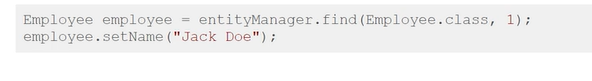 Employee employee = entityManager.find(Employee.class, 1);
employee.setName("Jack Doe");